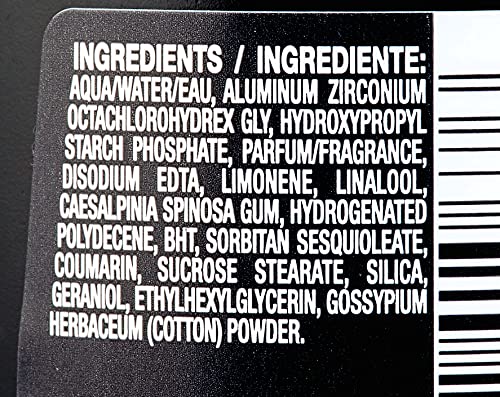 INGREDIENTS / INGREDIENTE:
AQUA/WATER/EAU, ALUMINUM ZIRCONIUM
OCTACHLOROHYDREX GLY, HYDROXYPROPYL
STARCH PHOSPHATE, PARFUM/FRAGRANCE,
DISODIUM EDTA, LIMONENE, LINALOOL,
CAESALPINIA SPINOSA GUM, HYDROGENATED
POLYDECENE, BHT, SORBITAN SESQUIOLEATE,
COUMARIN, SUCROSE STEARATE, SILICA,
GERANIOL, ETHYLHEXYLGLYCERIN, GOSSYPIUM
HERBACEUM (COTTON) POWDER.